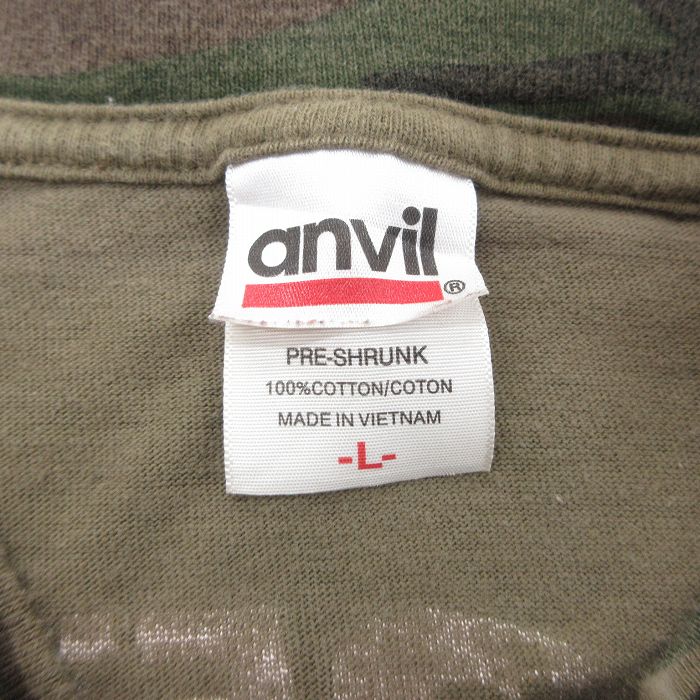 anvil®
PRE-SHRUNK
100%COTTON/COTON
MADE IN VIETNAM
-L-